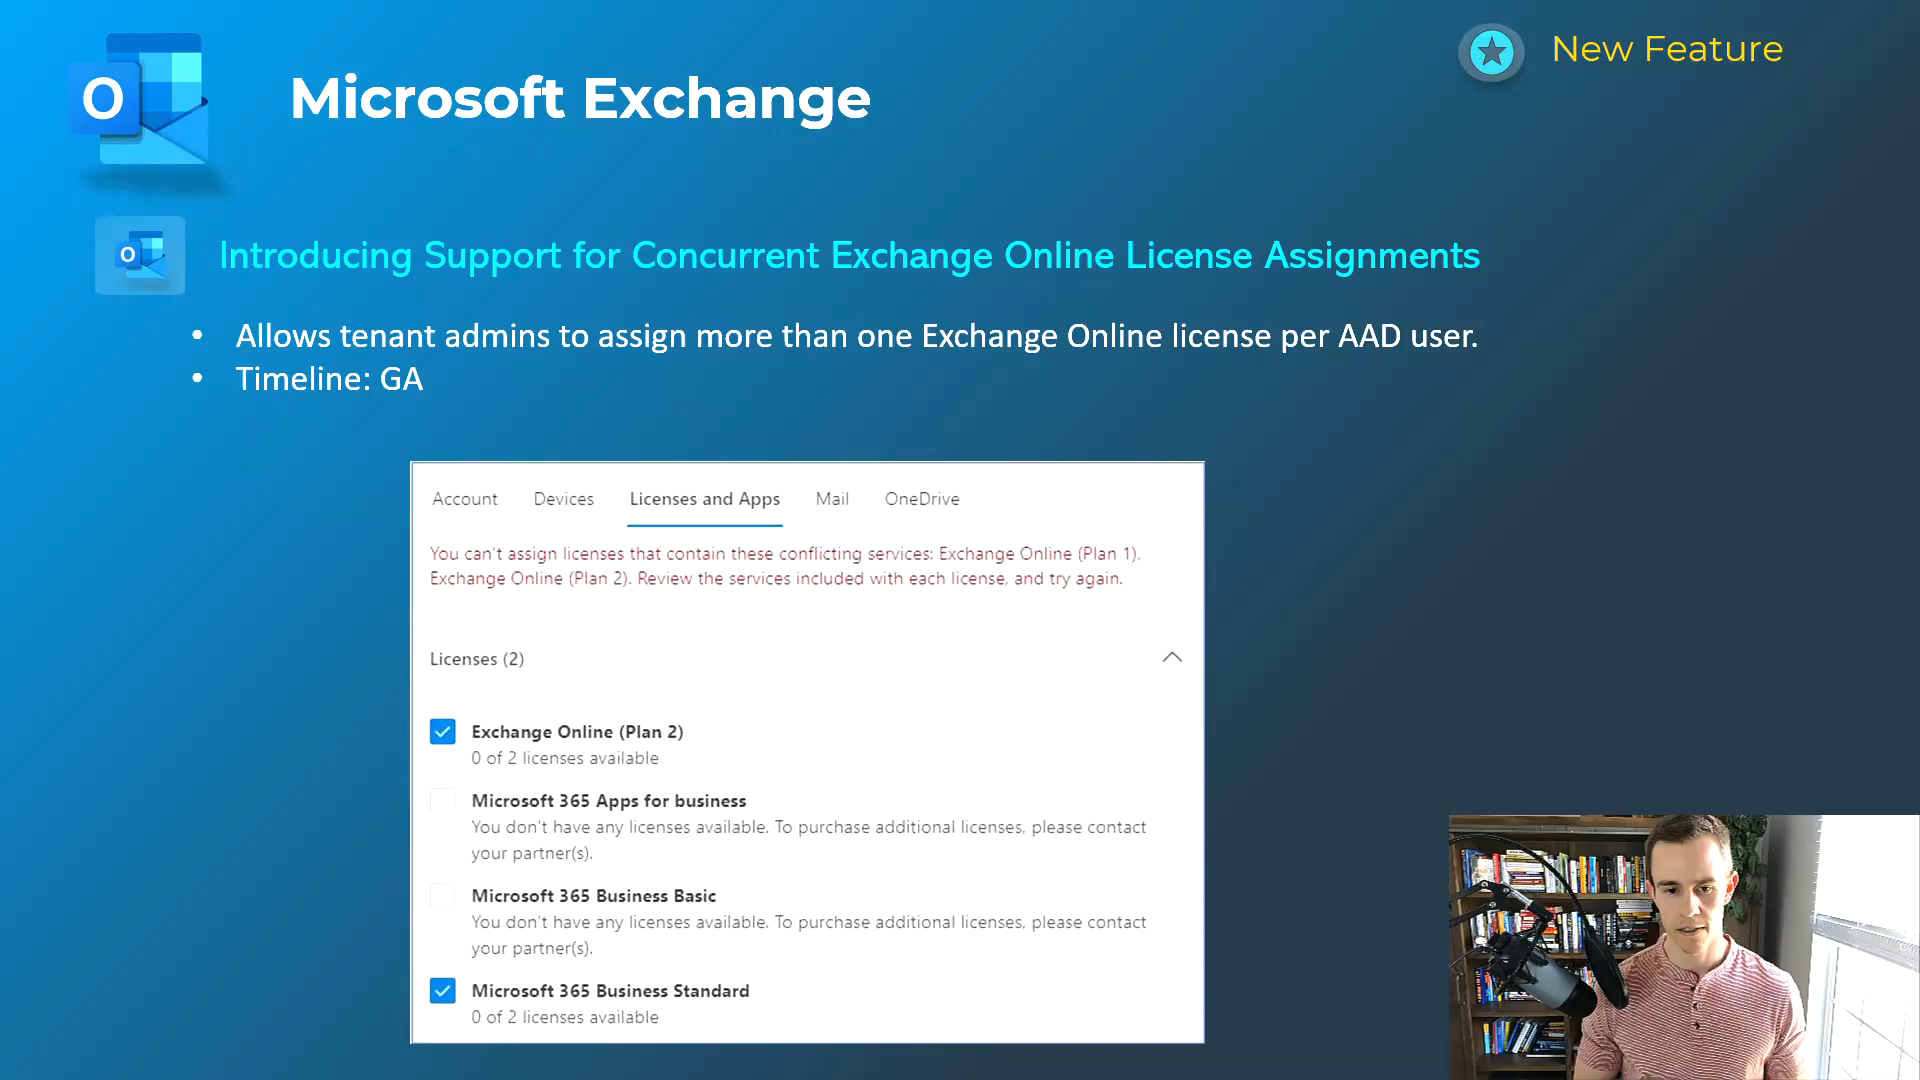 New Feature
O
Microsoft Exchange
O
Introducing Support for Concurrent Exchange Online License Assignments
• Allows tenant admins to assign more than one Exchange Online license per AAD user.
• Timeline: GA
Account Devices Licenses and Apps Mail OneDrive
You can't assign licenses that contain these conflicting services: Exchange Online (Plan 1),
Exchange Online (Plan 2). Review the services included with each license, and try again.
Licenses (2)
Exchange Online (Plan 2)
0 of 2 licenses available
Microsoft 365 Apps for business
You don't have any licenses available. To purchase additional licenses, please contact
your partner(s).
Microsoft 365 Business Basic
You don't have any licenses available. To purchase additional licenses, please contact
your partner(s).
Microsoft 365 Business Standard
0 of 2 licenses available